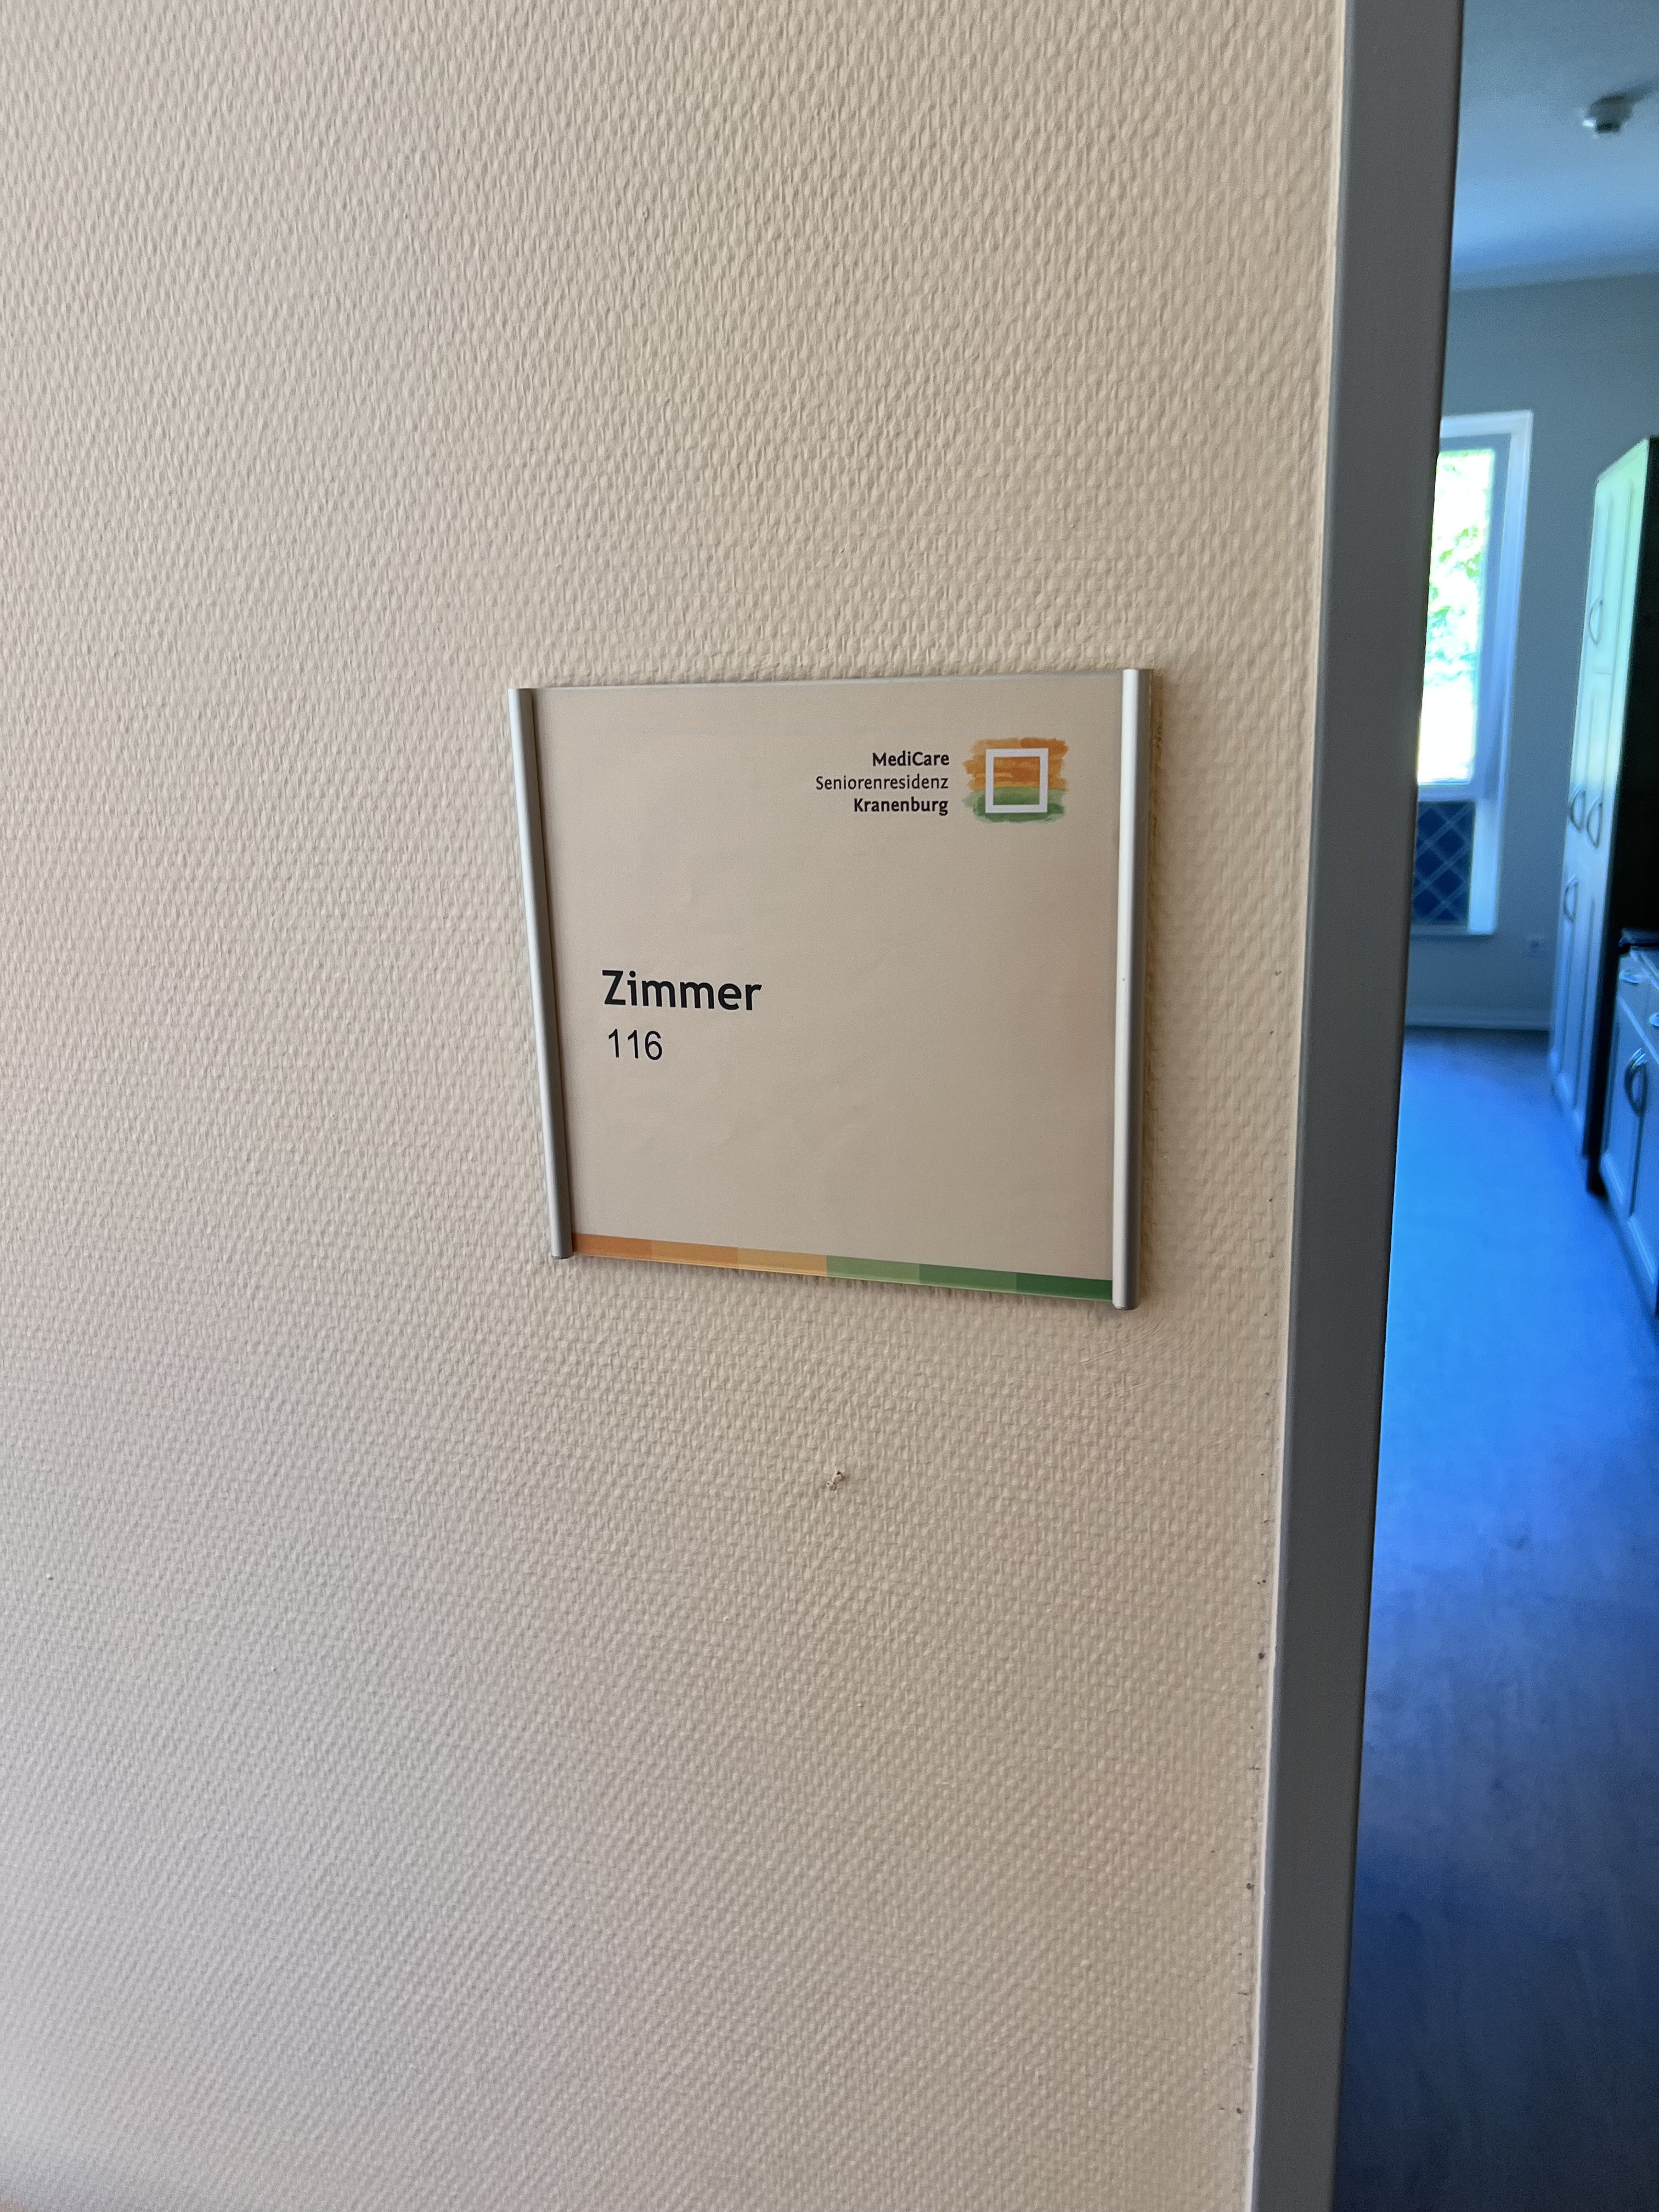 MediCare
Seniorenresidenz
Kranenburg
Zimmer
116